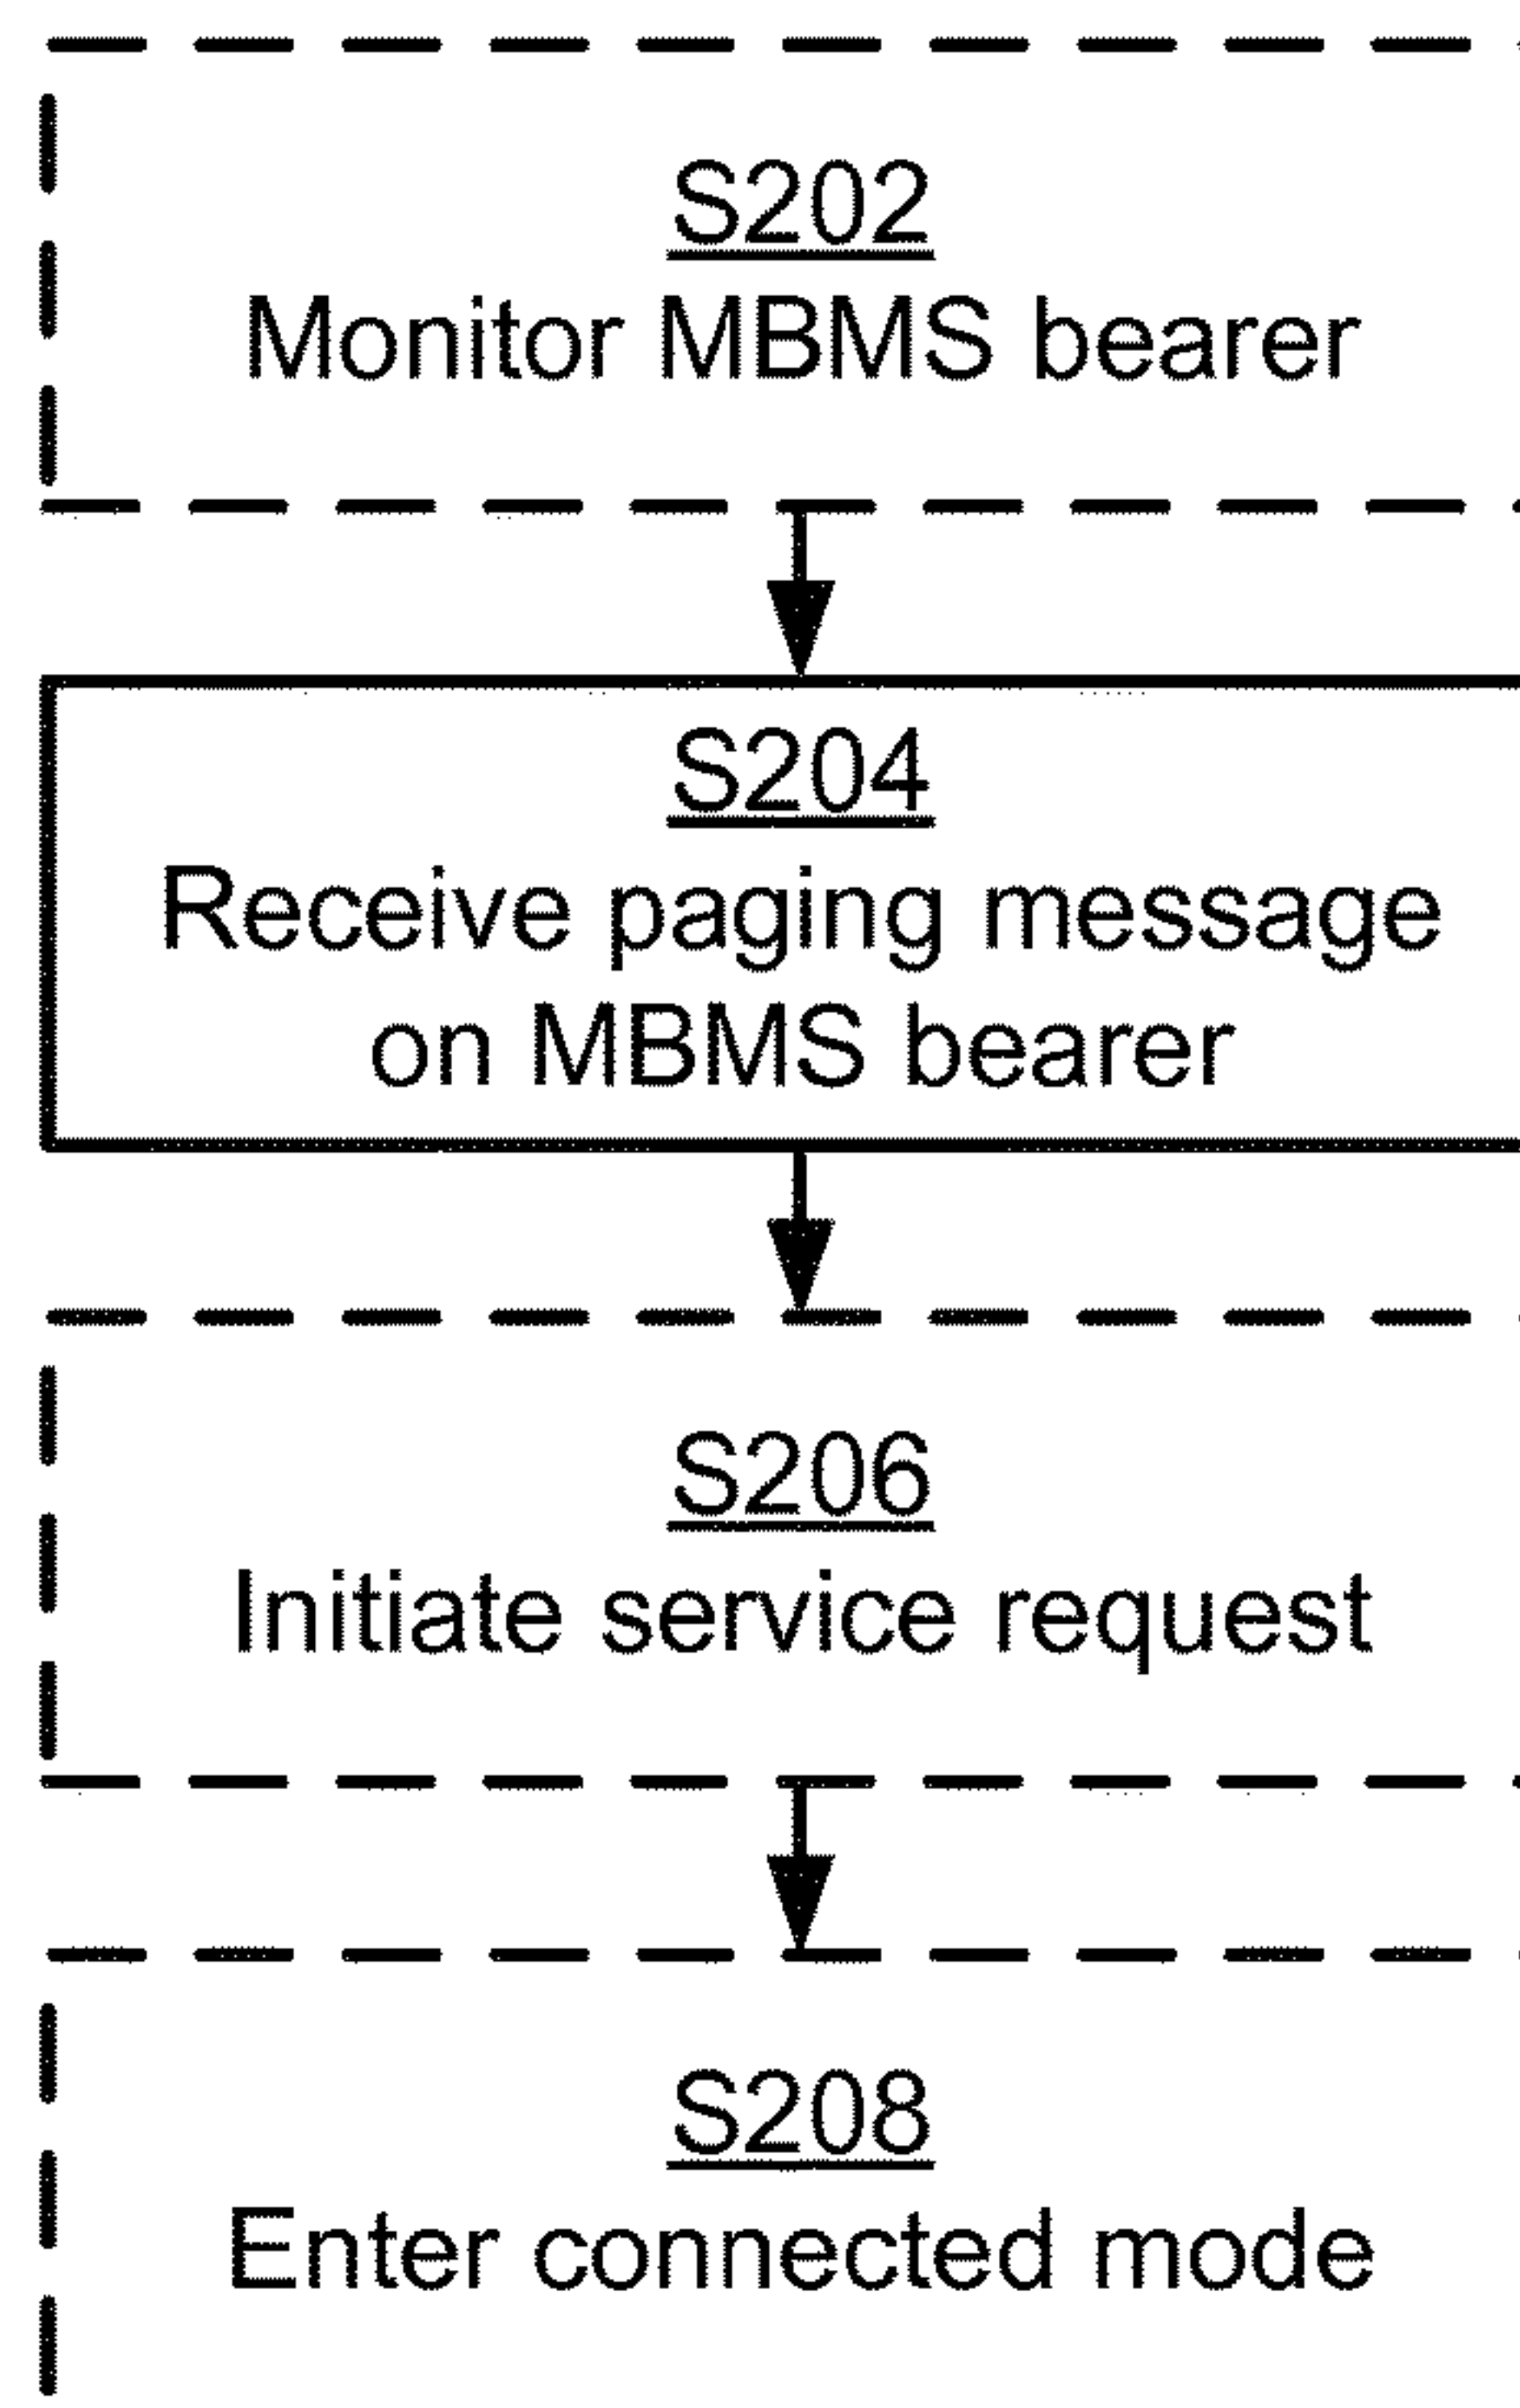 S202
Monitor MBMS bearer
S204
Receive paging message
on MBMS bearer
S206
Initiate service request
S208
Enter connected mode